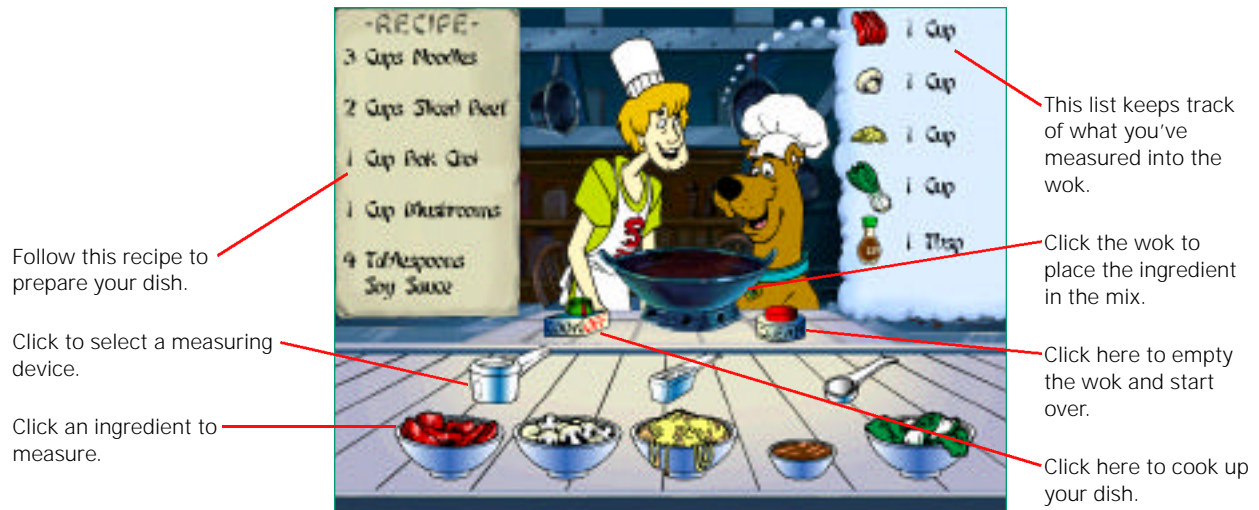 -RECIPE-
3 Cups Noodles
2 Cups Sliced Beef
1 Cup Bok Choi
1 Cup Mushrooms
4 Tablespoons
Soy Sauce
1 Cup
1 Cup
1 Cup
1 Cup
1 Tbsp
Follow this recipe to
prepare your dish.
Click to select a measuring
device.
Click an ingredient to
measure.
This list keeps track
of what you've
measured into the
wok.
Click the wok to
place the ingredient
in the mix.
Click here to empty
the wok and start
over.
Click here to cook up
your dish.